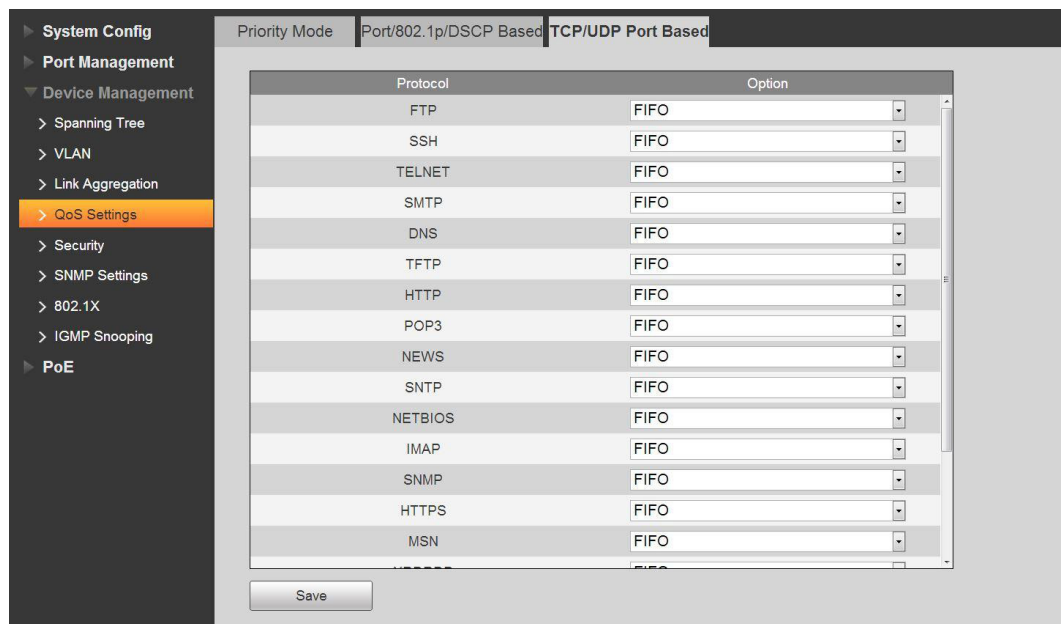 System Config
Port Management
Device Management
Spanning Tree
VLAN
Link Aggregation
QoS Settings
Security
SNMP Settings
802.1X
IGMP Snooping
PoE
Priority Mode Port/802.1p/DSCP Based TCP/UDP Port Based
Protocol Option
FTP FIFO
SSH FIFO
TELNET FIFO
SMTP FIFO
DNS FIFO
TFTP FIFO
HTTP FIFO
POP3 FIFO
NEWS FIFO
SNTP FIFO
NETBIOS FIFO
IMAP FIFO
SNMP FIFO
HTTPS FIFO
MSN FIFO
Save